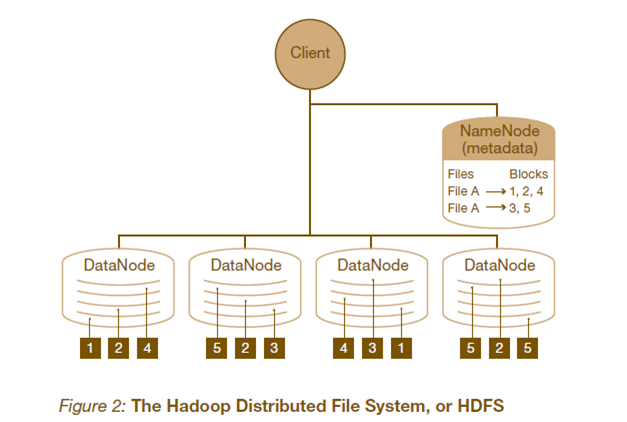 Client
NameNode
(metadata)
Files Blocks
File A → 1, 2, 4
File A → 3, 5
DataNode DataNode DataNode DataNode
1 2 4 5 2 3 4 3 1 5 2 5
Figure 2: The Hadoop Distributed File System, or HDFS